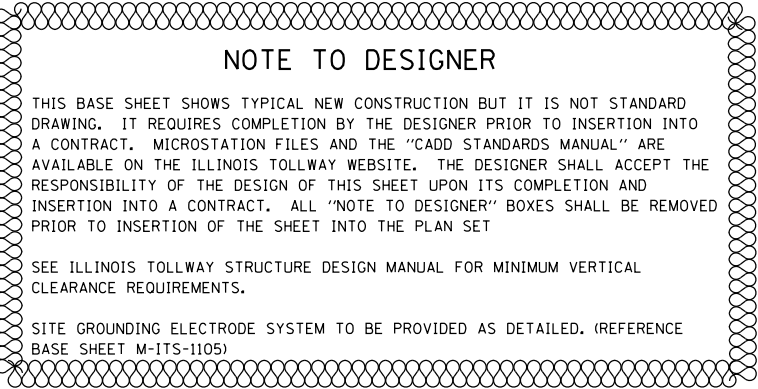 NOTE TO DESIGNER
THIS BASE SHEET SHOWS TYPICAL NEW CONSTRUCTION BUT IT IS NOT STANDARD
DRAWING. IT REQUIRES COMPLETION BY THE DESIGNER PRIOR TO INSERTION INTO
A CONTRACT. MICROSTATION FILES AND THE "CADD STANDARDS MANUAL" ARE
AVAILABLE ON THE ILLINOIS TOLLWAY WEBSITE. THE DESIGNER SHALL ACCEPT THE
RESPONSIBILITY OF THE DESIGN OF THIS SHEET UPON ITS COMPLETION AND
INSERTION INTO A CONTRACT. ALL "NOTE TO DESIGNER" BOXES SHALL BE REMOVED
PRIOR TO INSERTION OF THE SHEET INTO THE PLAN SET
SEE ILLINOIS TOLLWAY STRUCTURE DESIGN MANUAL FOR MINIMUM VERTICAL
CLEARANCE REQUIREMENTS.
SITE GROUNDING ELECTRODE SYSTEM TO BE PROVIDED AS DETAILED. (REFERENCE
BASE SHEET M-ITS-1105)